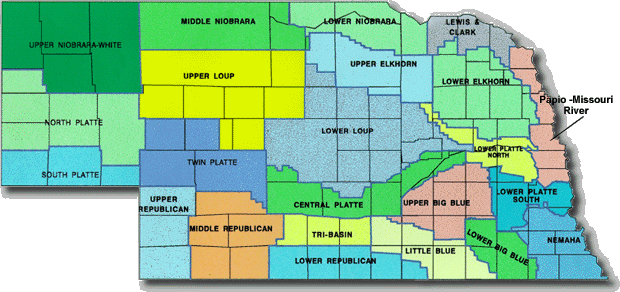 MIDDLE NIOBRARA
LOWER NIOBRARA
LEWIS &
CLARK
UPPER NIOBRARA-WHITE
UPPER ELKHORN
UPPER LOUP
LOWER ELKHORN
Papio -Missouri
River
NORTH PLATTE
LOWER LOUP
LOWER PLATTE
NORTH
TWIN PLATTE
SOUTH PLATTE
LOWER PLATTE
SOUTH
UPPER
REPUBLICAN
CENTRAL PLATTE
UPPER BIG BLUE
MIDDLE REPUBLICAN
TRI-BASIN
LOWER BIG BLUE
NEMAHA
LITTLE BLUE
LOWER REPUBLICAN